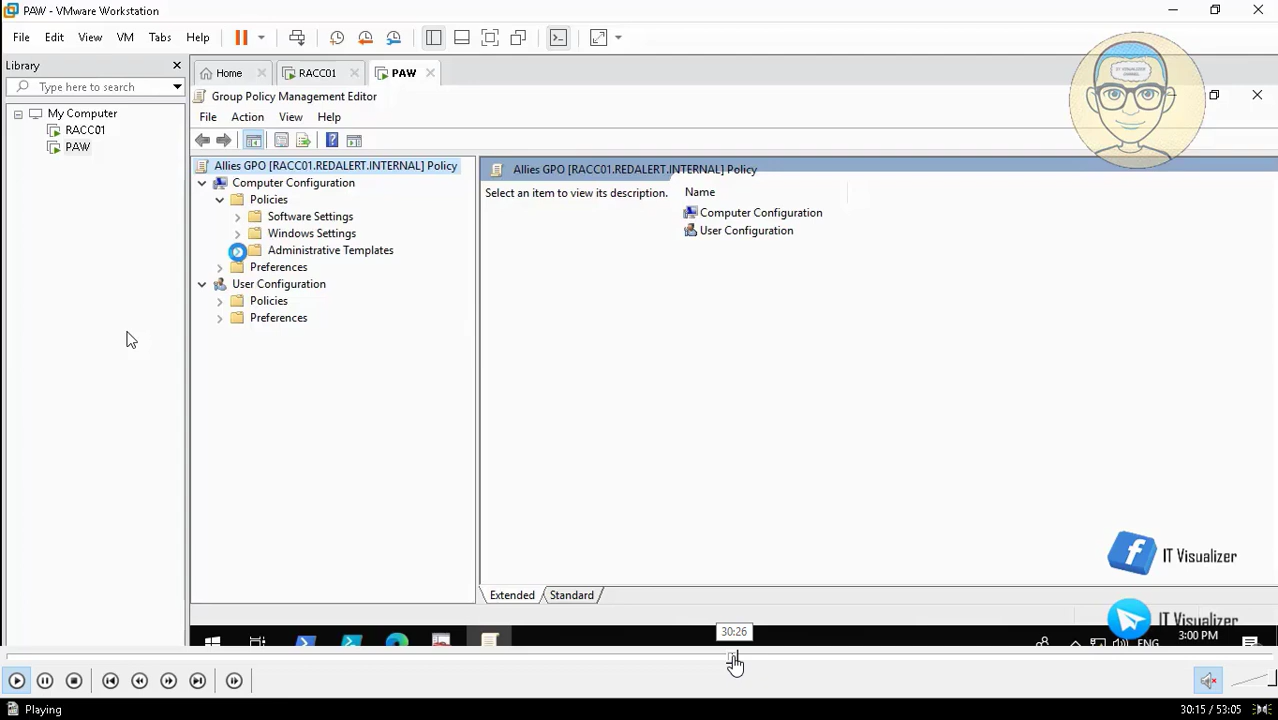 PAW - VMware Workstation
File Edit View VM Tabs Help
Library
Type here to search
My Computer
RACC01
PAW
Home RACC01 PAW
IT VISUALIZER
CHANNEL
Group Policy Management Editor
File Action View Help
Allies GPO [RACC01.REDALERT.INTERNAL] Policy
Computer Configuration
Policies
Software Settings
Windows Settings
Administrative Templates
Preferences
User Configuration
Policies
Preferences
Allies GPO [RACC01.REDALERT.INTERNAL] Policy
Select an item to view its description.
Name
Computer Configuration
User Configuration
Extended Standard
IT Visualizer
IT Visualizer
ENG 3:00 PM
30:26
Playing
30:15 / 53:05